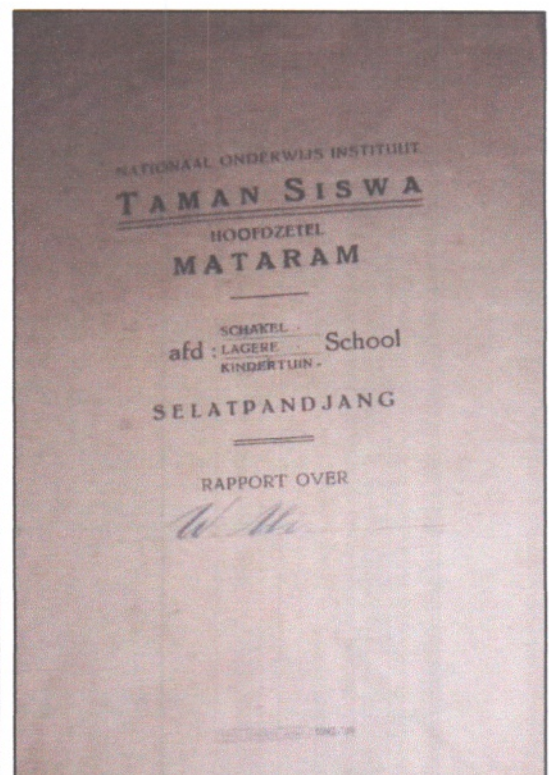 NATIONAAL ONDERWIJS INSTITUUT
TAMAN SISWA
HOOFDZETEL
MATARAM
SCHAKEL -
afd : LAGERE - School
KINDERTUIN -
SELATPANDJANG
RAPPORT OVER
W.